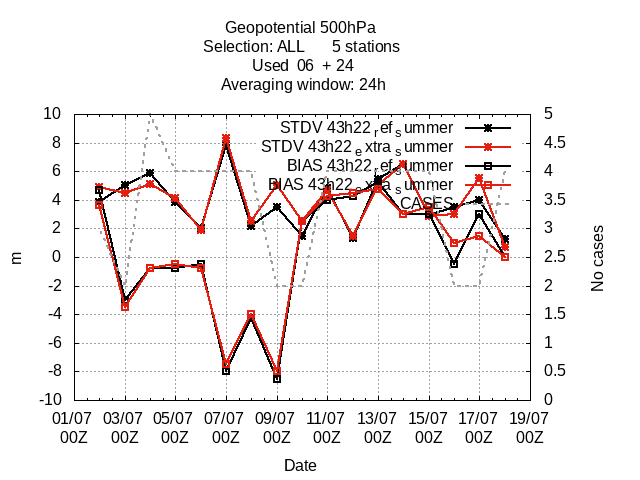 Geopotential 500hPa
Selection: ALL 5 stations
Used 06 + 24
Averaging window: 24h
STDV 43h22refsummer
STDV 43h22extrasummer
BIAS 43h22refsummer
BIAS 43h22extrasummer
CASES
10
8
6
4
2
0
-2
-4
-6
-8
-10
m
5
4.5
4
3.5
3
2.5
2
1.5
1
0.5
0
No cases
01/07 03/07 05/07 07/07 09/07 11/07 13/07 15/07 17/07 19/07
00Z 00Z 00Z 00Z 00Z 00Z 00Z 00Z 00Z 00Z
Date